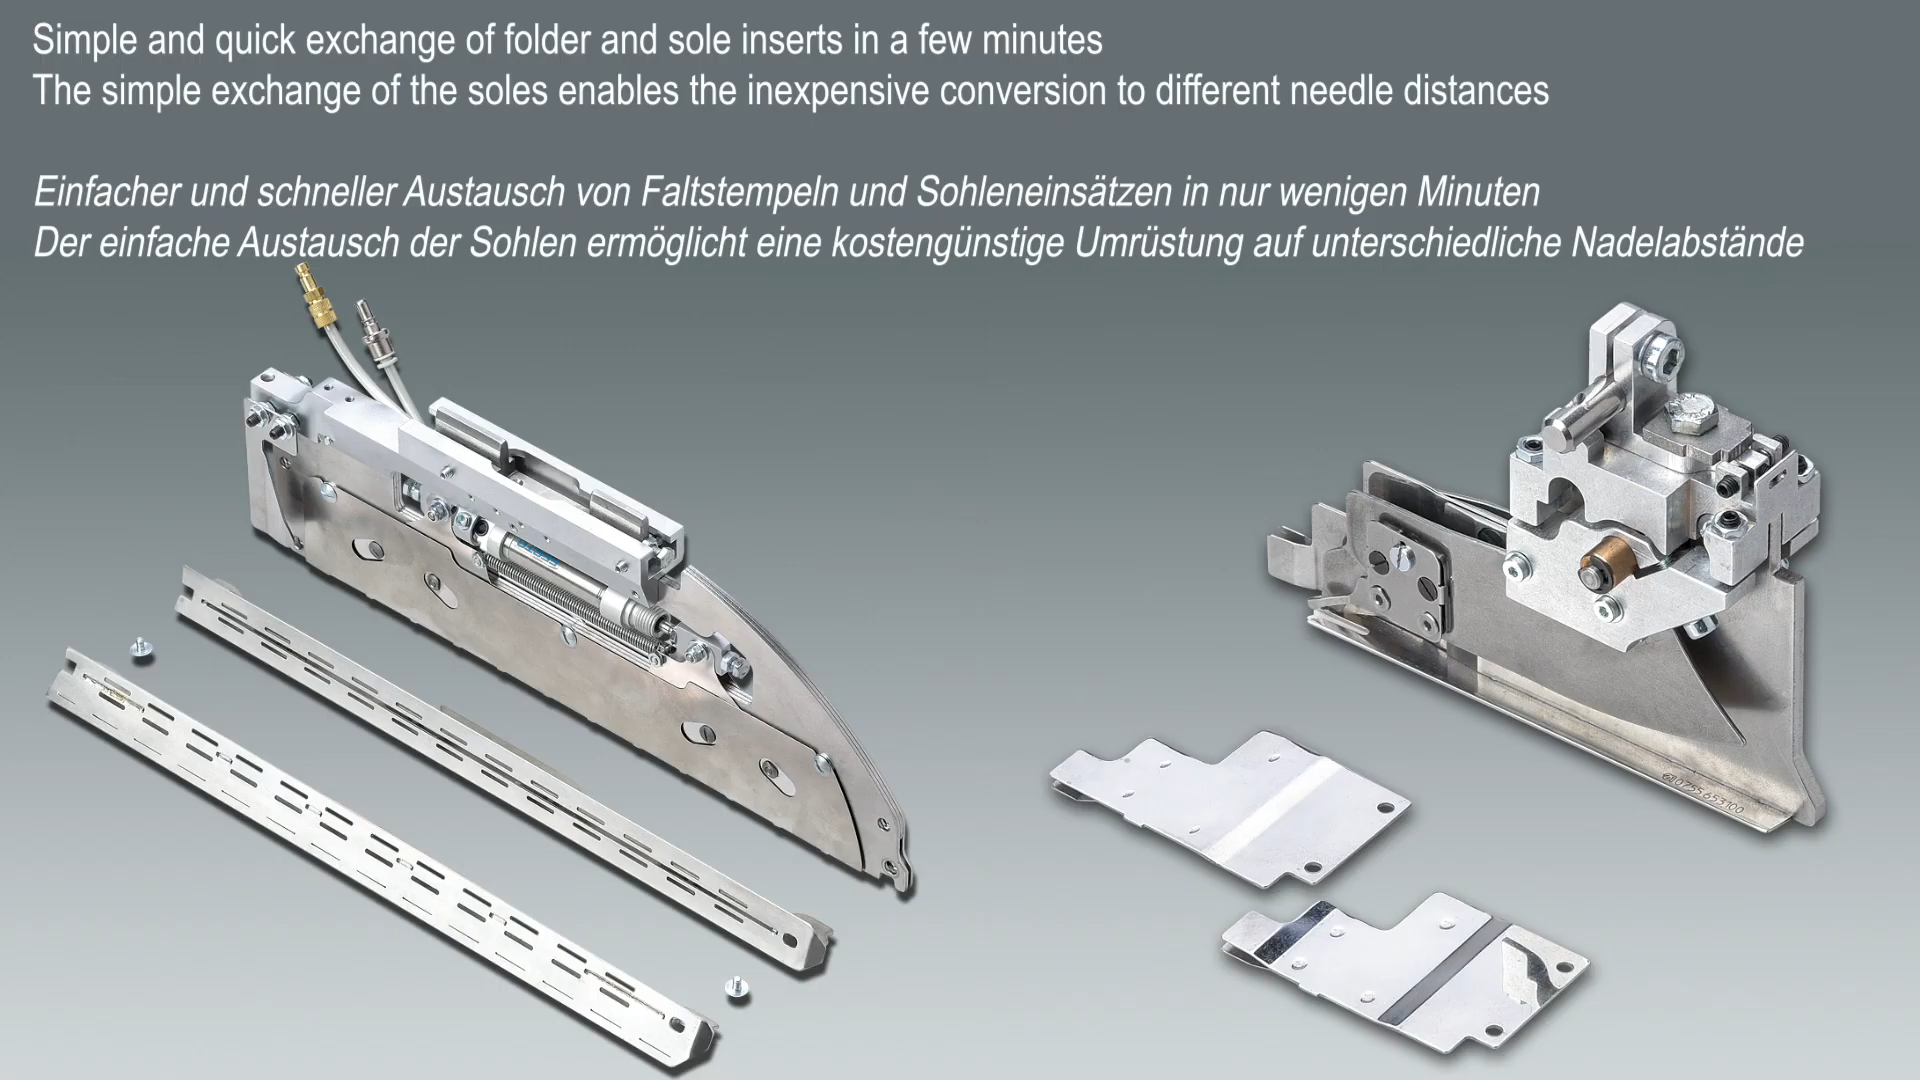 Simple and quick exchange of folder and sole inserts in a few minutes
The simple exchange of the soles enables the inexpensive conversion to different needle distances
Einfacher und schneller Austausch von Faltstempeln und Sohleneinsätzen in nur wenigen Minuten
Der einfache Austausch der Sohlen ermöglicht eine kostengünstige Umrüstung auf unterschiedliche Nadelabstände